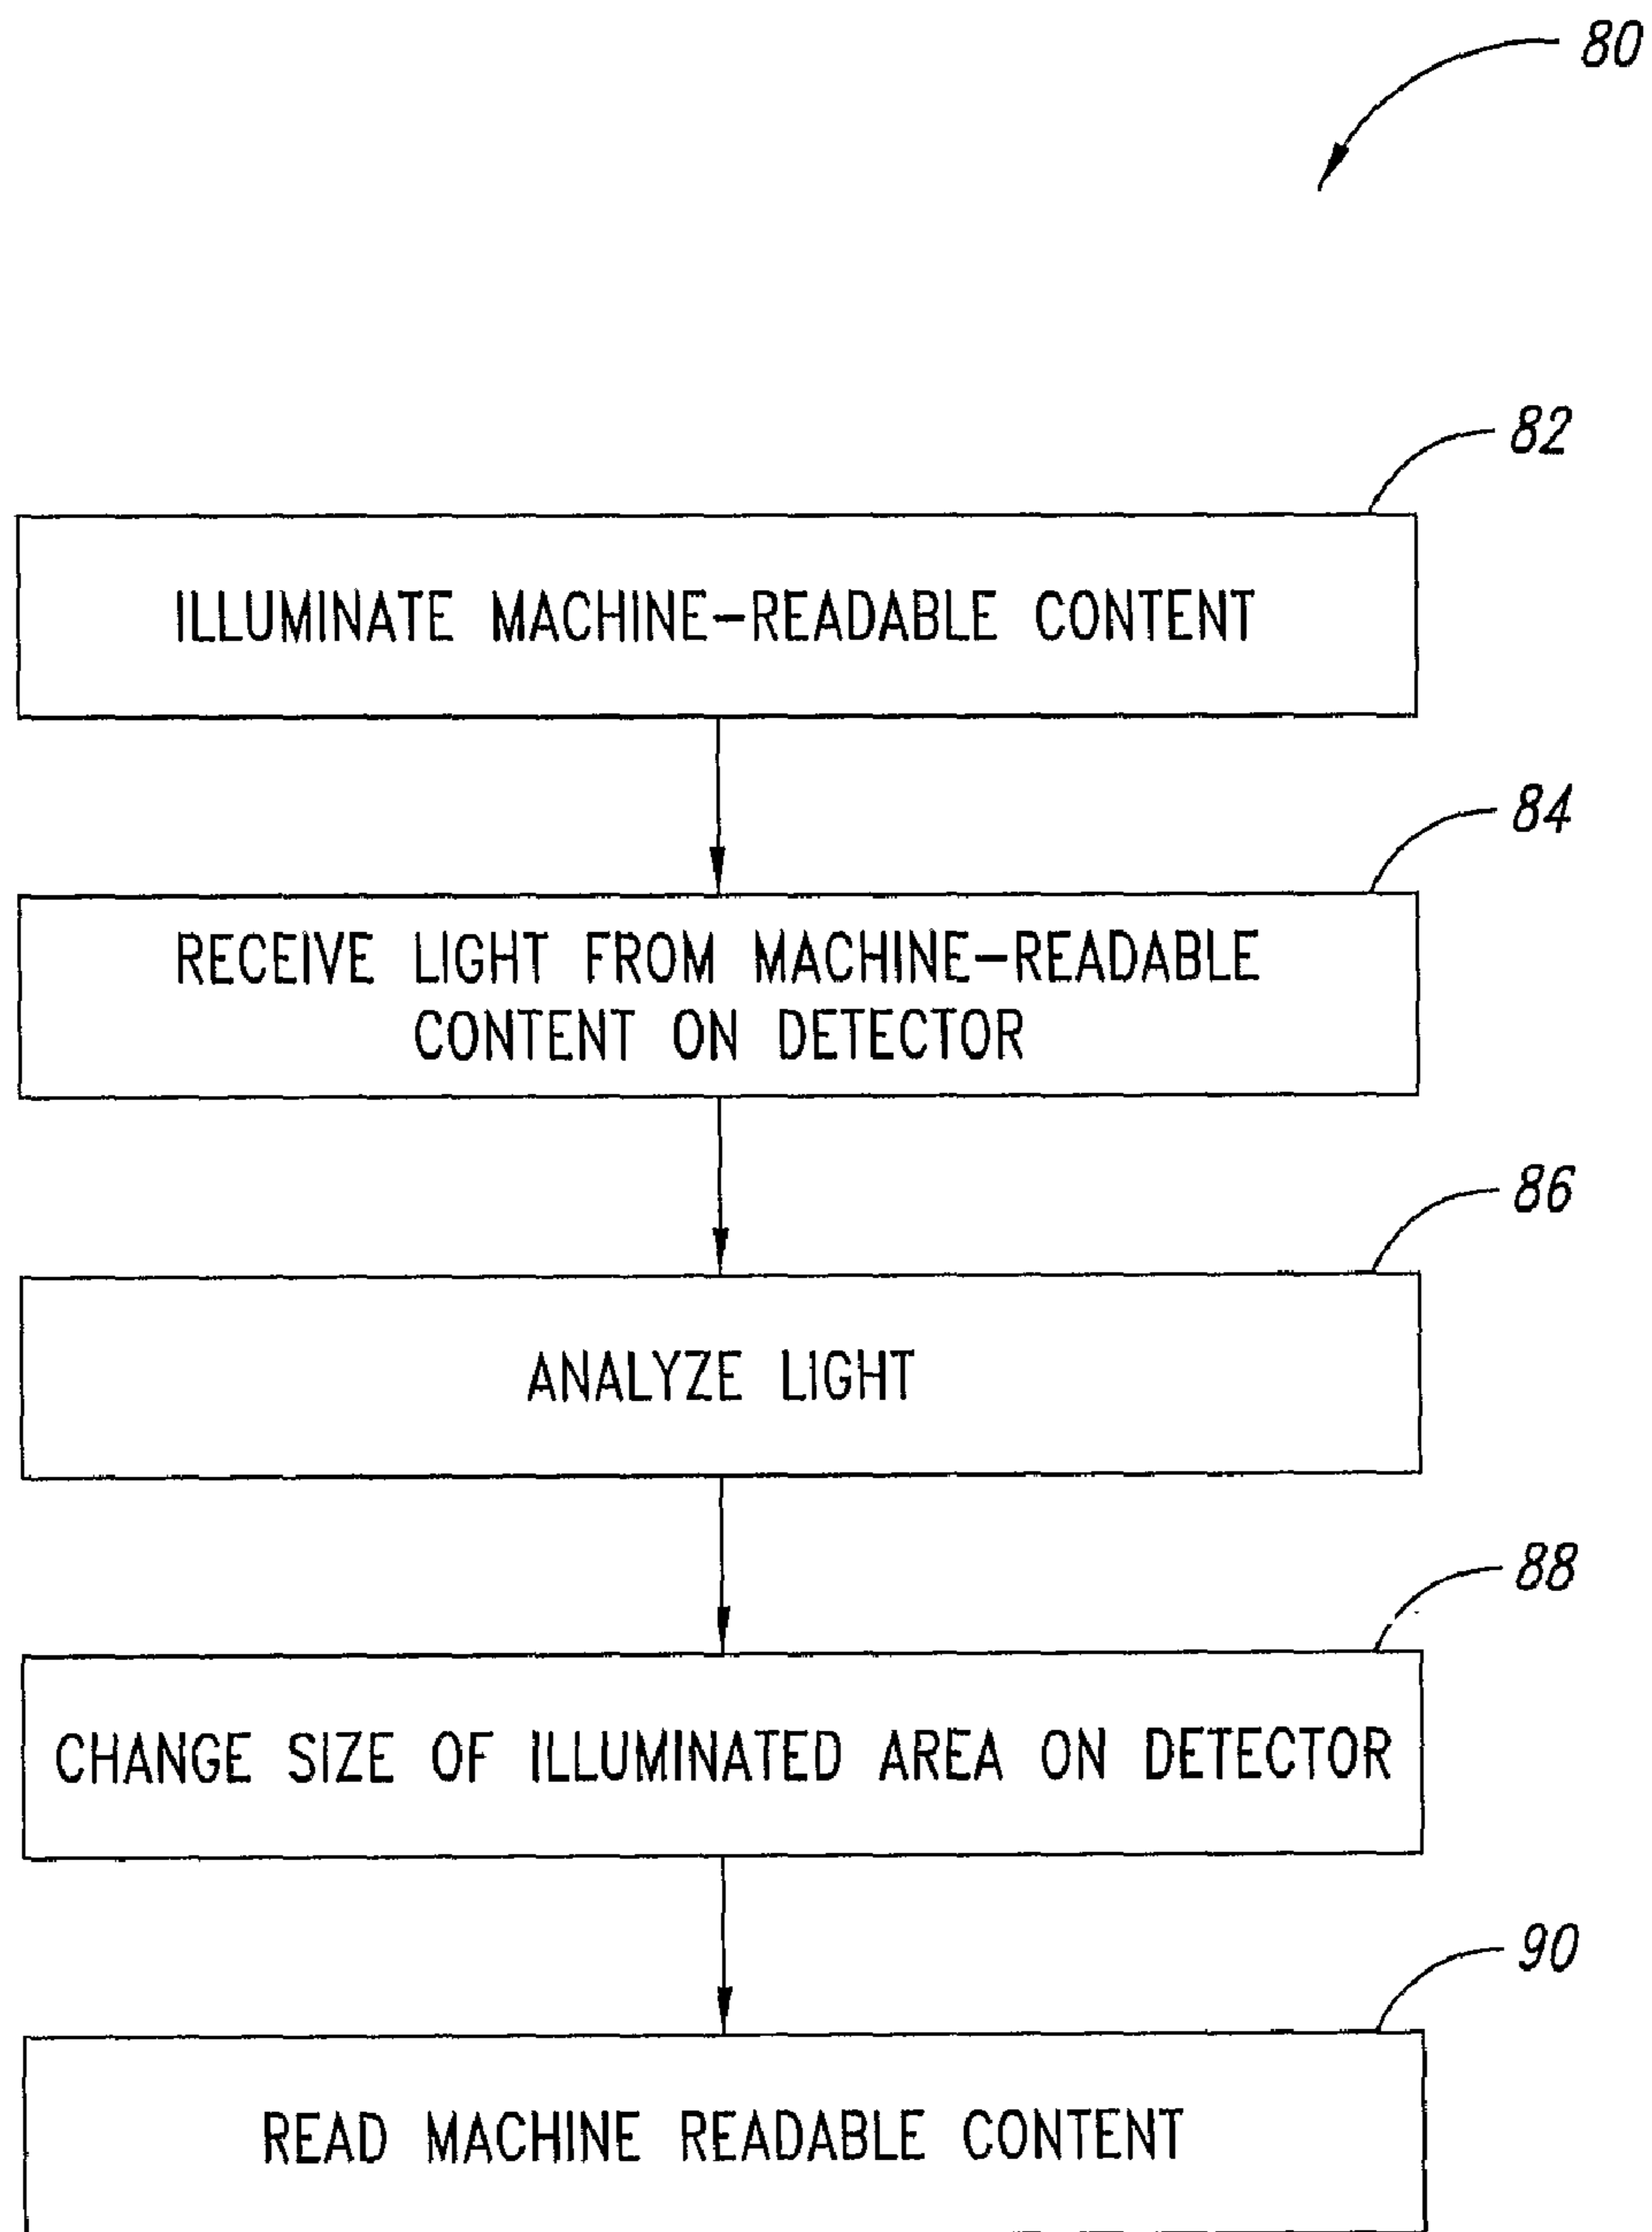 80
82
ILLUMINATE MACHINE-READABLE CONTENT
84
RECEIVE LIGHT FROM MACHINE-READABLE
CONTENT ON DETECTOR
86
ANALYZE LIGHT
88
CHANGE SIZE OF ILLUMINATED AREA ON DETECTOR
90
READ MACHINE READABLE CONTENT